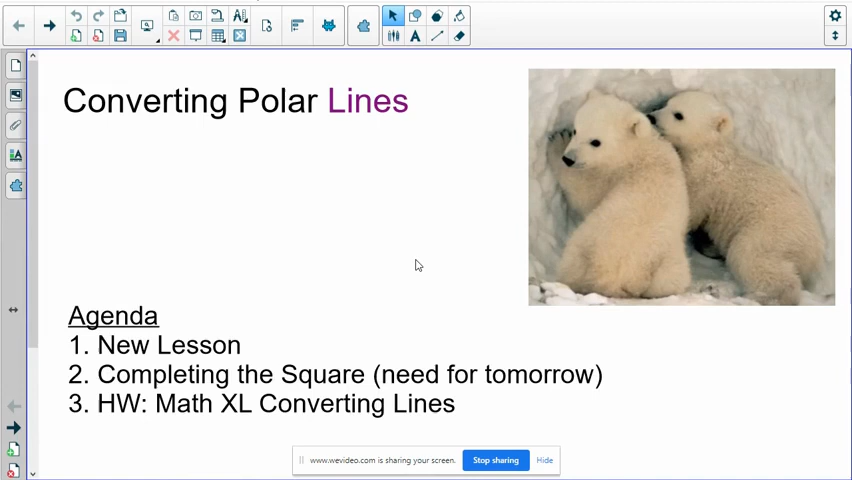 Converting Polar Lines
Agenda
1. New Lesson
2. Completing the Square (need for tomorrow)
3. HW: Math XL Converting Lines
www.wevideo.com is sharing your screen.
Stop sharing
Hide